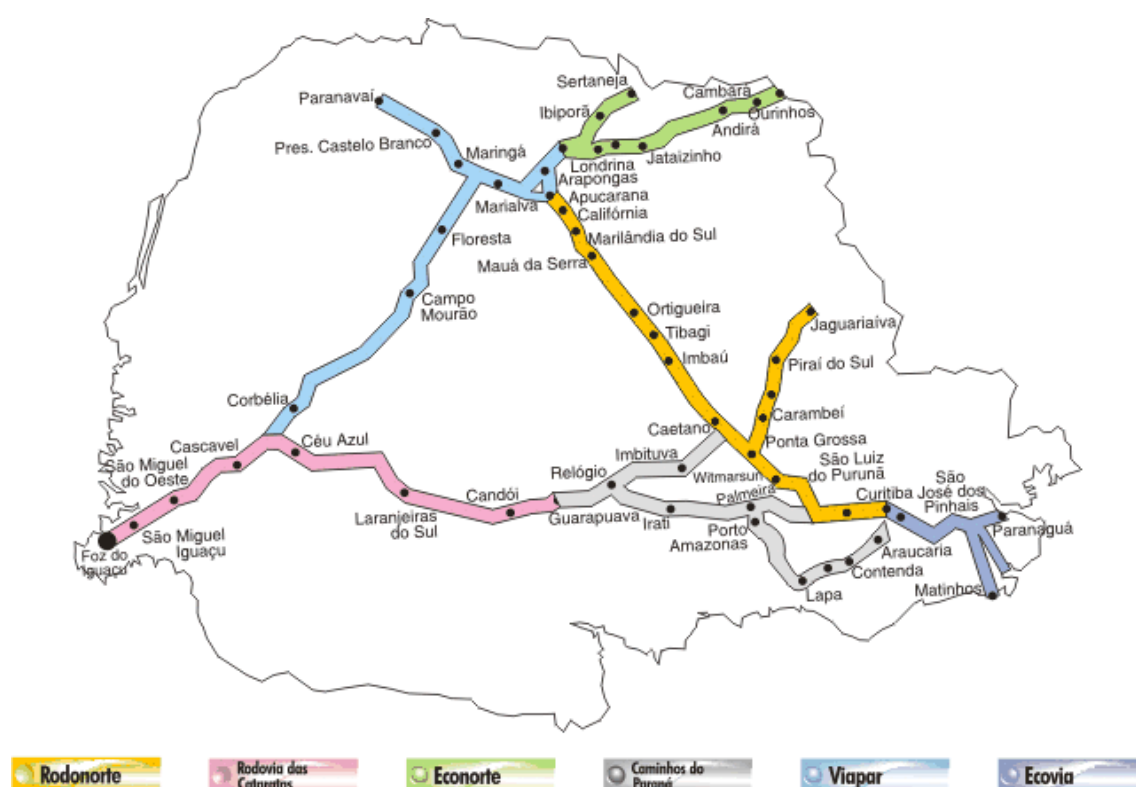 Sertaneja
Paranavaí
Cambará
Ibiporã
Ourinhos
Andirá
Pres. Castelo Branco
Maringá
Londrina
Jataizinho
Arapongas
Marialva
Apucarana
Califórnia
Floresta
Marilândia do Sul
Mauá da Serra
Campo
Mourão
Ortigueira
Jaguariaíva
Tibagi
Imbaú
Piraí do Sul
Corbélia
Carambeí
Caetano
Cascavel
Céu Azul
Ponta Grossa
Imbituva
São Miguel
do Oeste
São Luiz
do Purunã
Relógio
Witmarsun
São
José dos
Pinhais
Candói
Palmeira
Curitiba
Guarapuava
Irati
Laranjeiras
do Sul
Porto
Amazonas
Paranaguá
São Miguel
Iguaçu
Foz do
Iguaçu
Araucaria
Contenda
Lapa
Matinhos
Rodonorte
Rodovia das
Cataratas
Econorte
Caminhos do
Paraná
Viapar
Ecovia